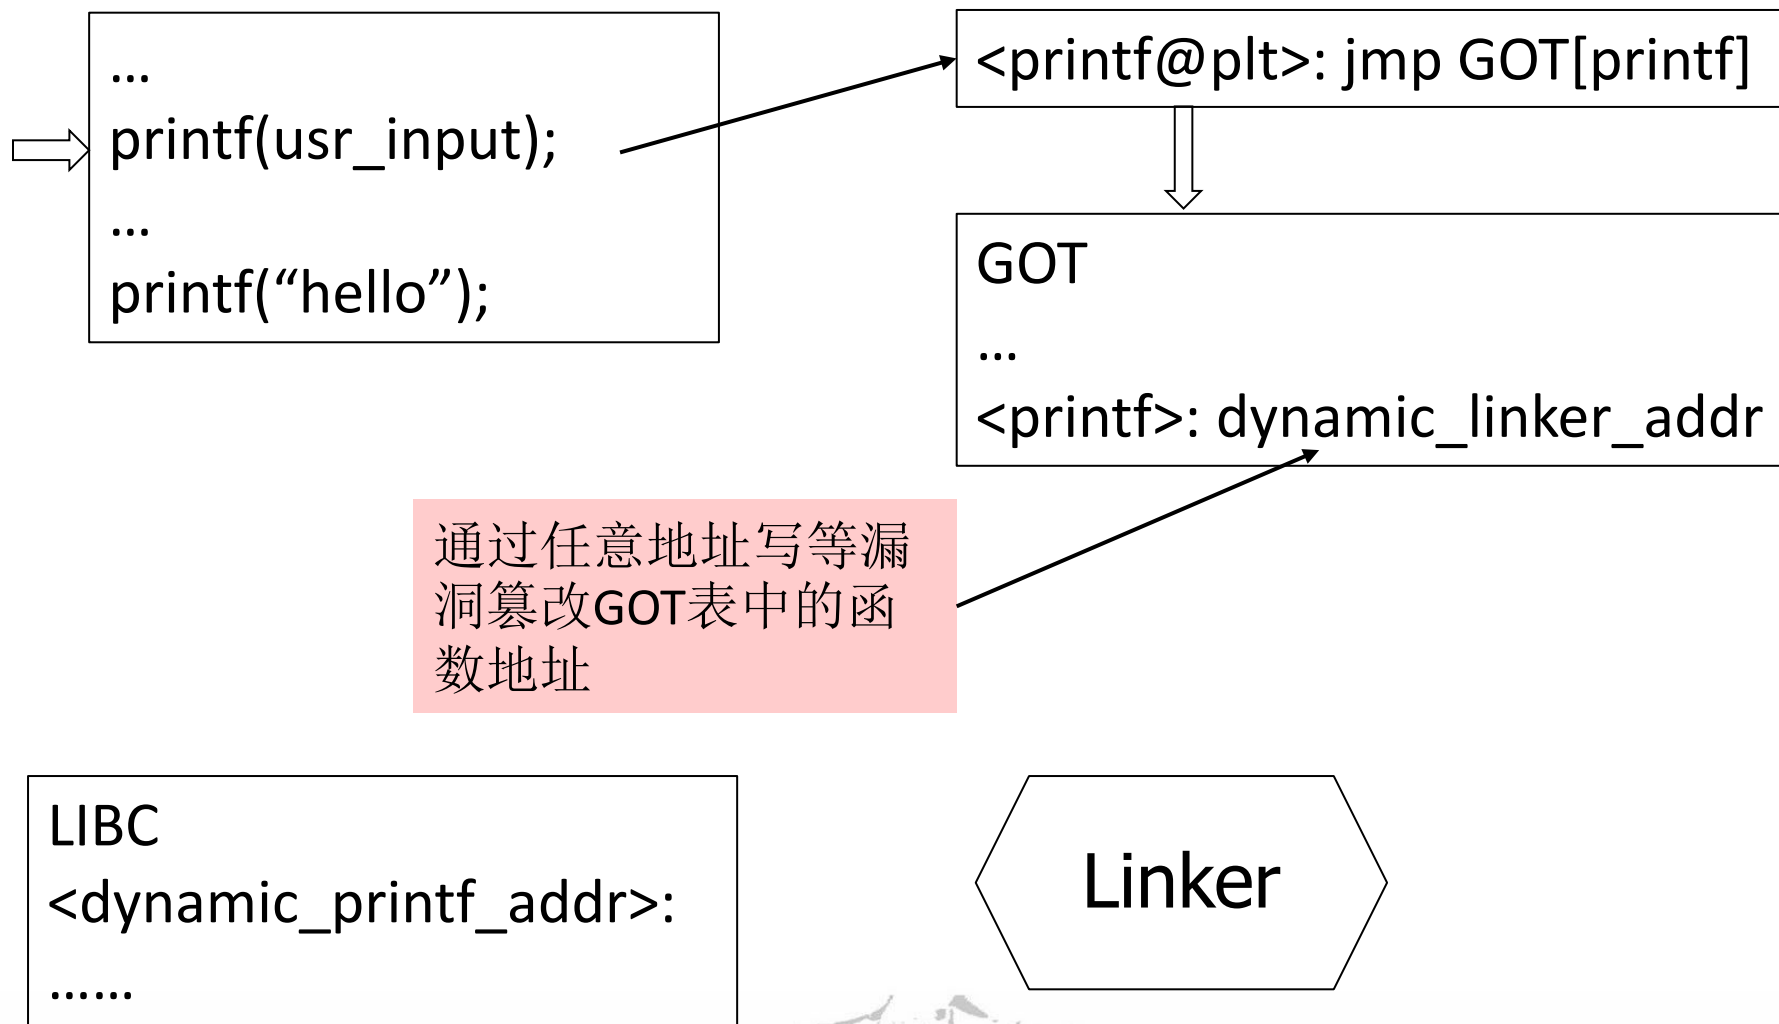 …
printf(usr_input);
…
printf(“hello”);
<printf@plt>: jmp GOT[printf]
GOT
…
<printf>: dynamic_linker_addr
通过任意地址写等漏
洞篡改GOT表中的函
数地址
LIBC
<dynamic_printf_addr>:
……
Linker